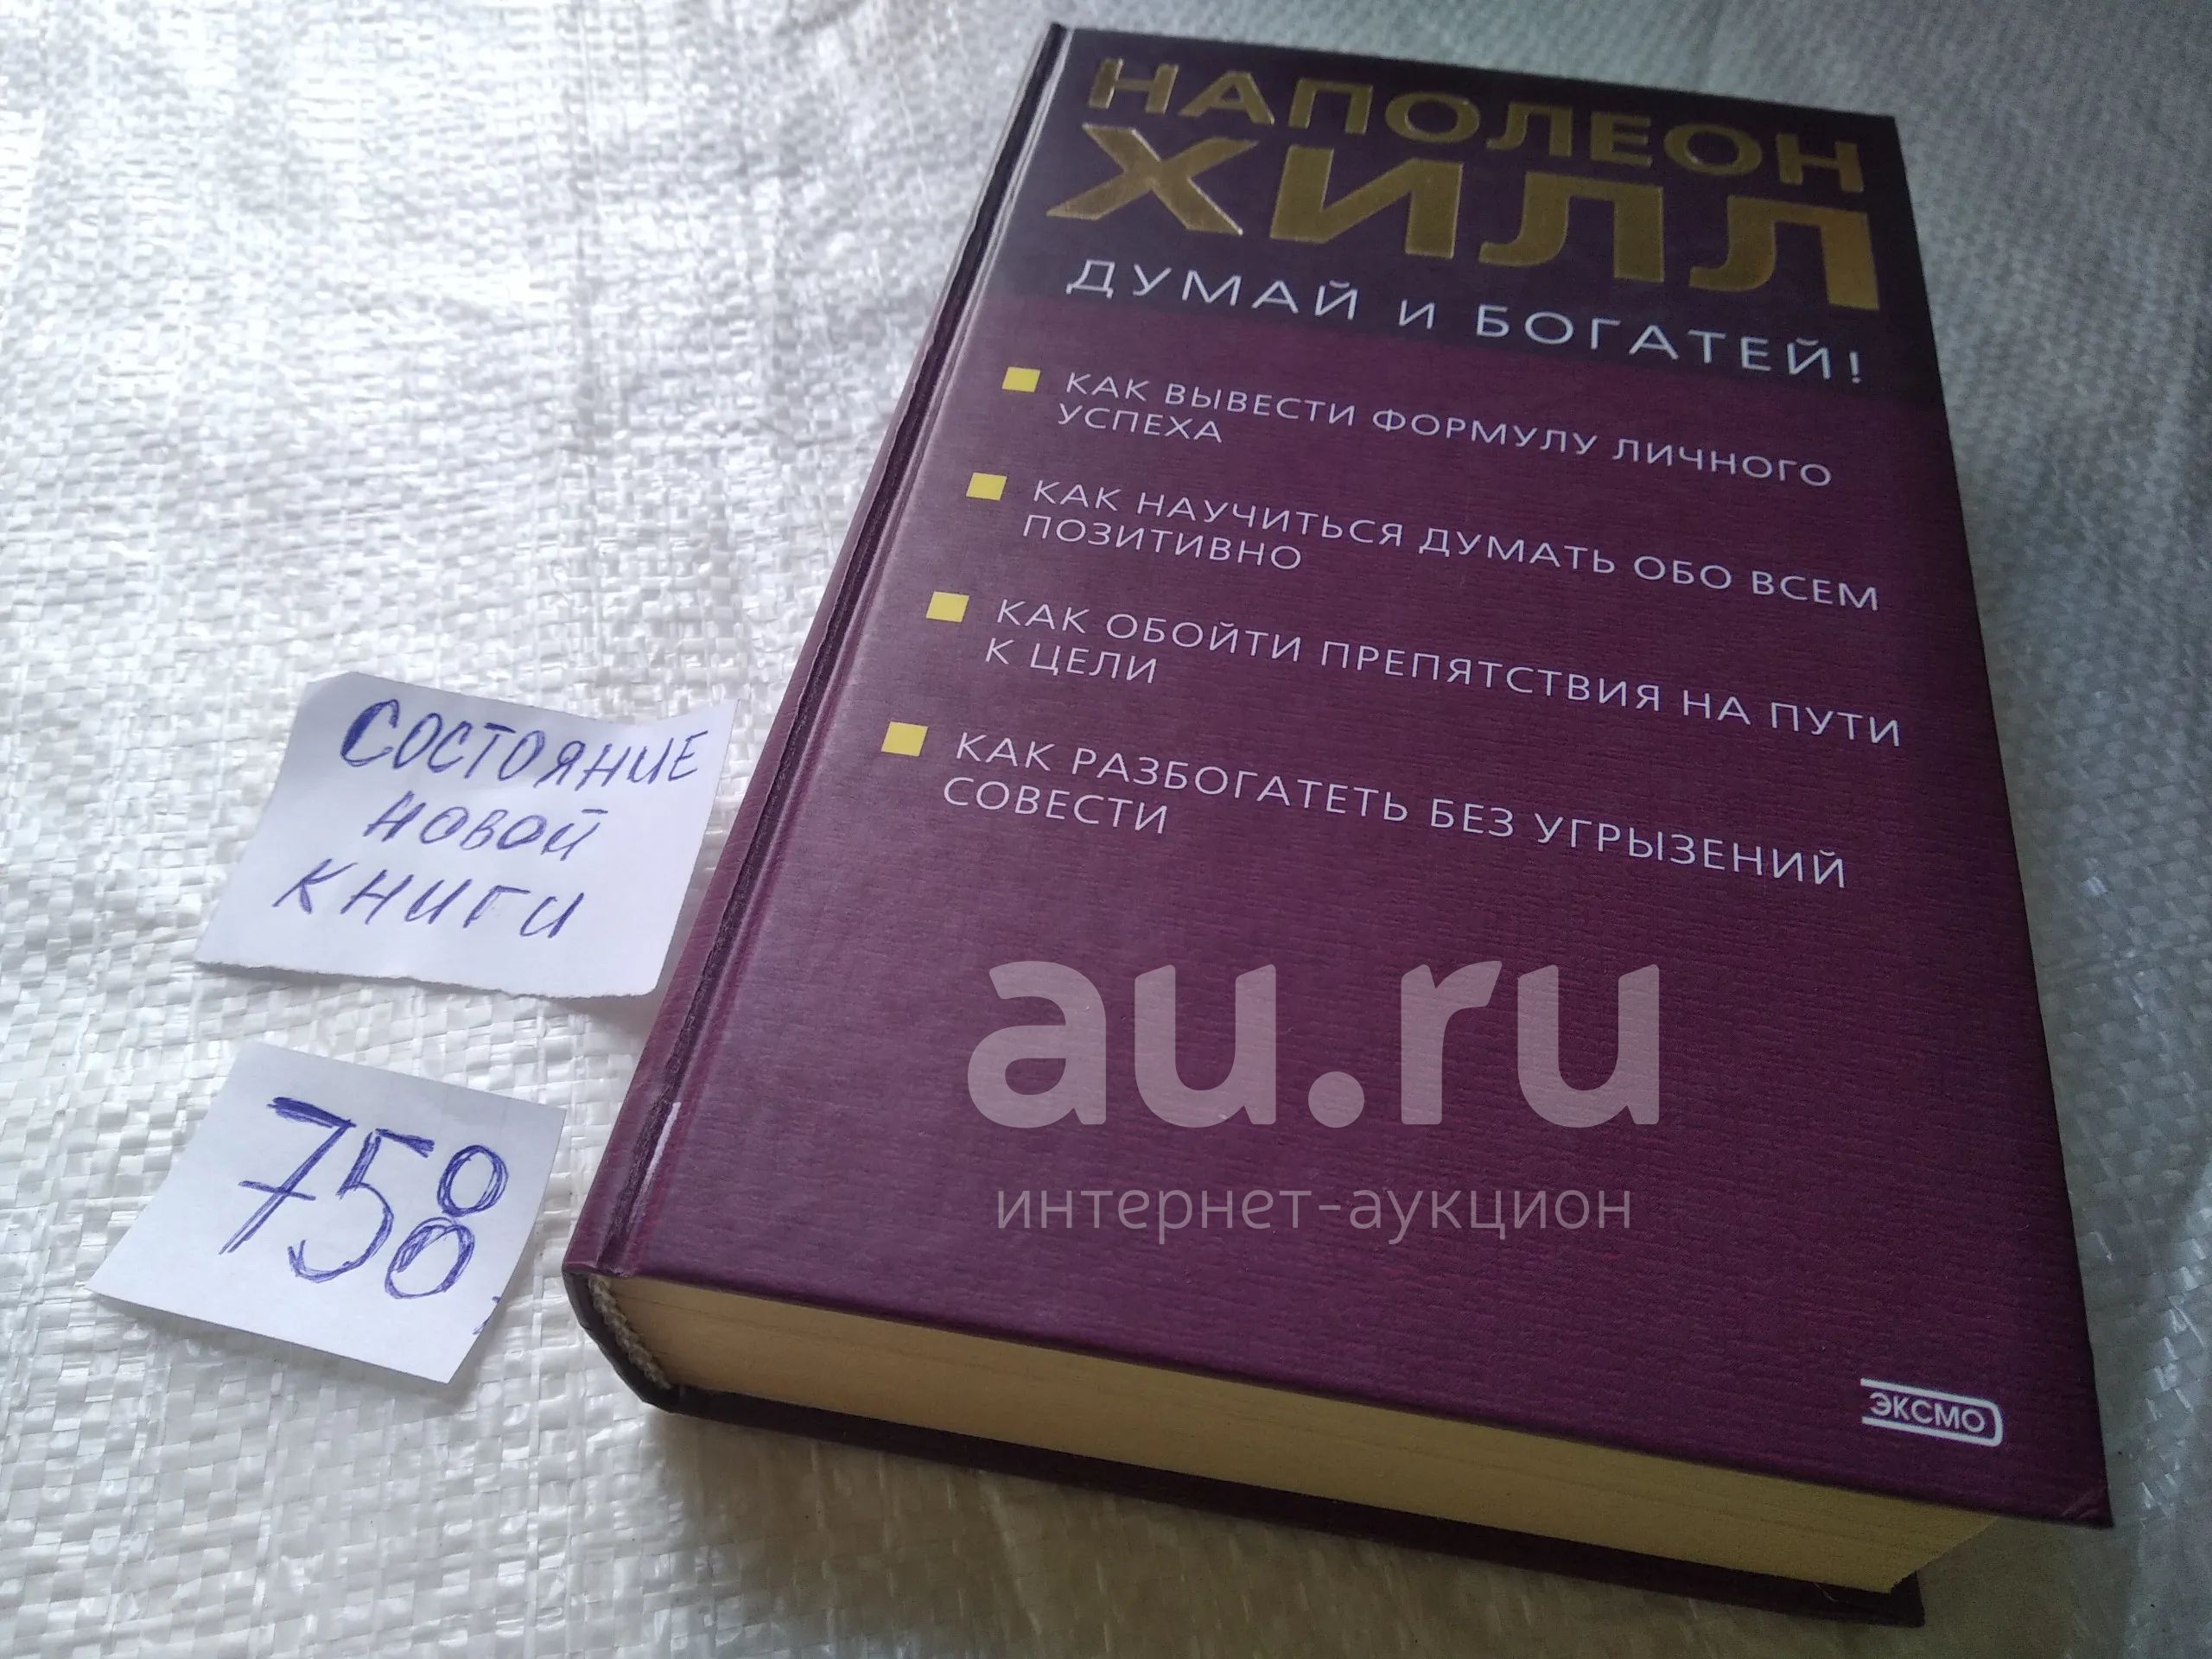 НАПОЛЕОН
ХИЛЛ
ДУМАЙ И БОГАТЕЙ!
КАК ВЫВЕСТИ ФОРМУЛУ ЛИЧНОГО
УСПЕХА
КАК НАУЧИТЬСЯ ДУМАТЬ ОБО ВСЕМ
ПОЗИТИВНО
КАК ОБОЙТИ ПРЕПЯТСТВИЯ НА ПУТИ
К ЦЕЛИ
КАК РАЗБОГАТЕТЬ БЕЗ УГРЫЗЕНИЙ
СОВЕСТИ
СОСТОЯНИЕ
НОВОЙ
КНИГИ
758
au.ru
интернет-аукцион
ЭКСМО